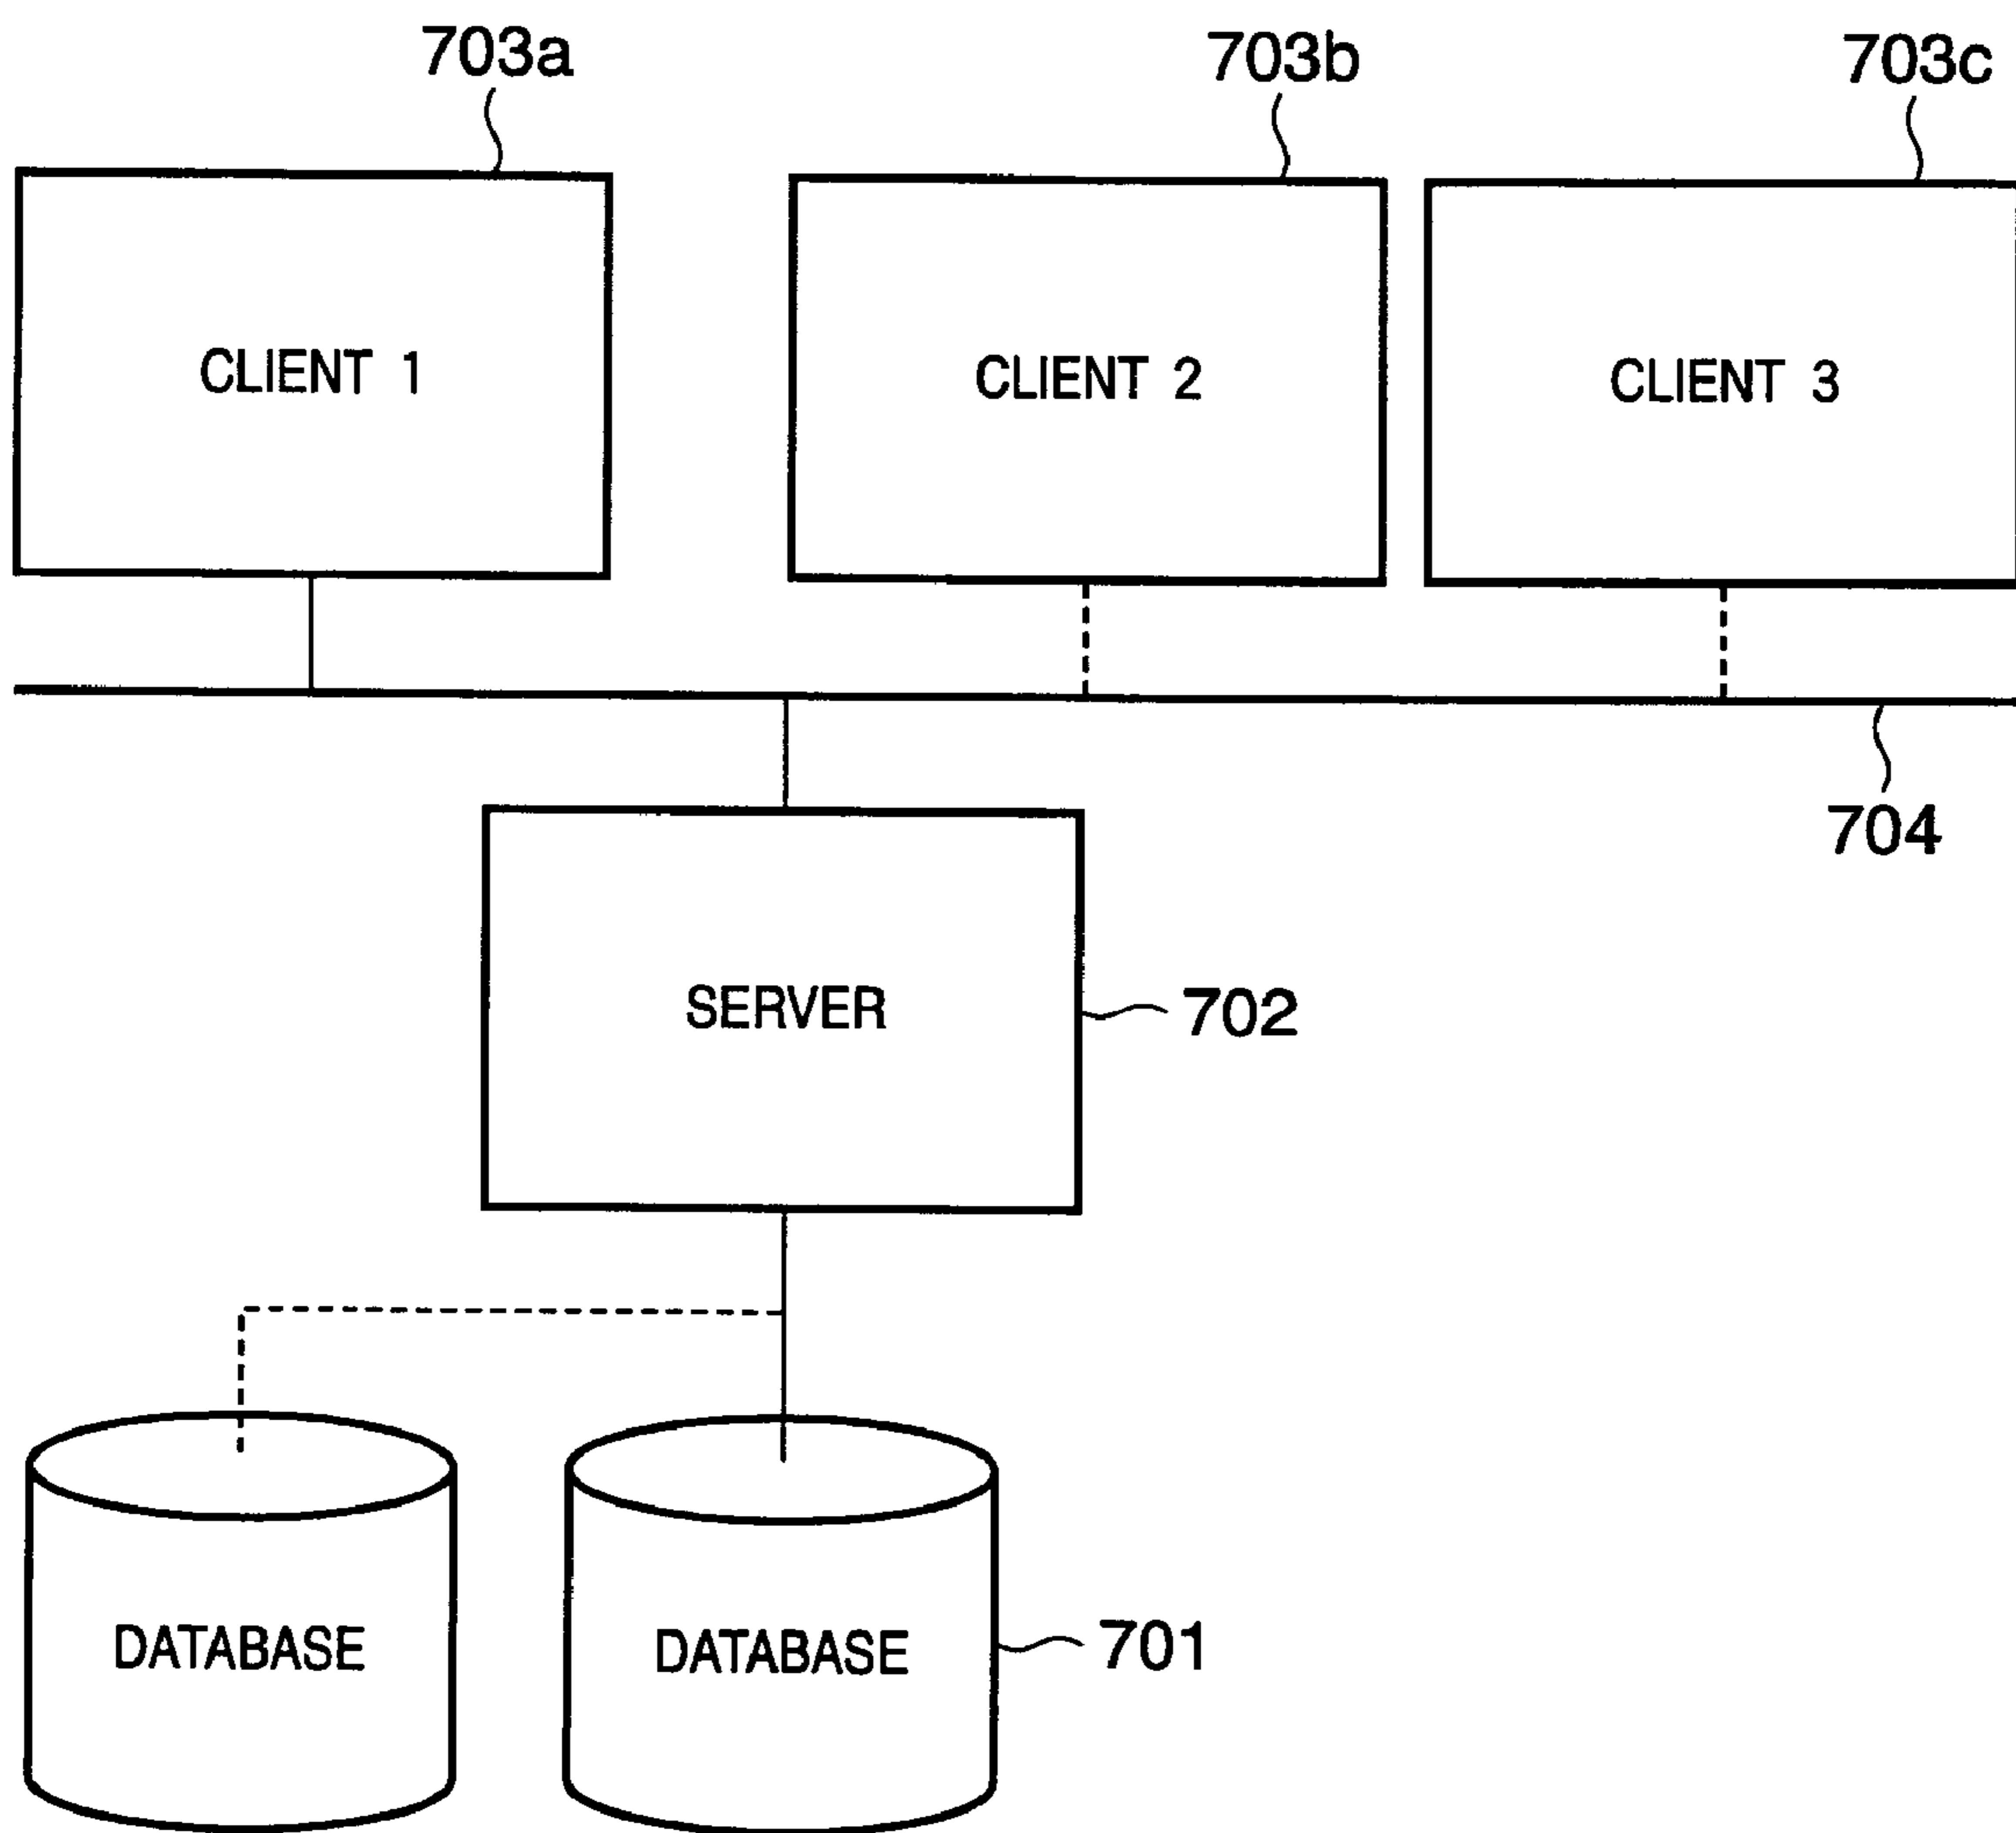 703a
703b
703c
CLIENT 1
CLIENT 2
CLIENT 3
704
SERVER
702
DATABASE
DATABASE
701